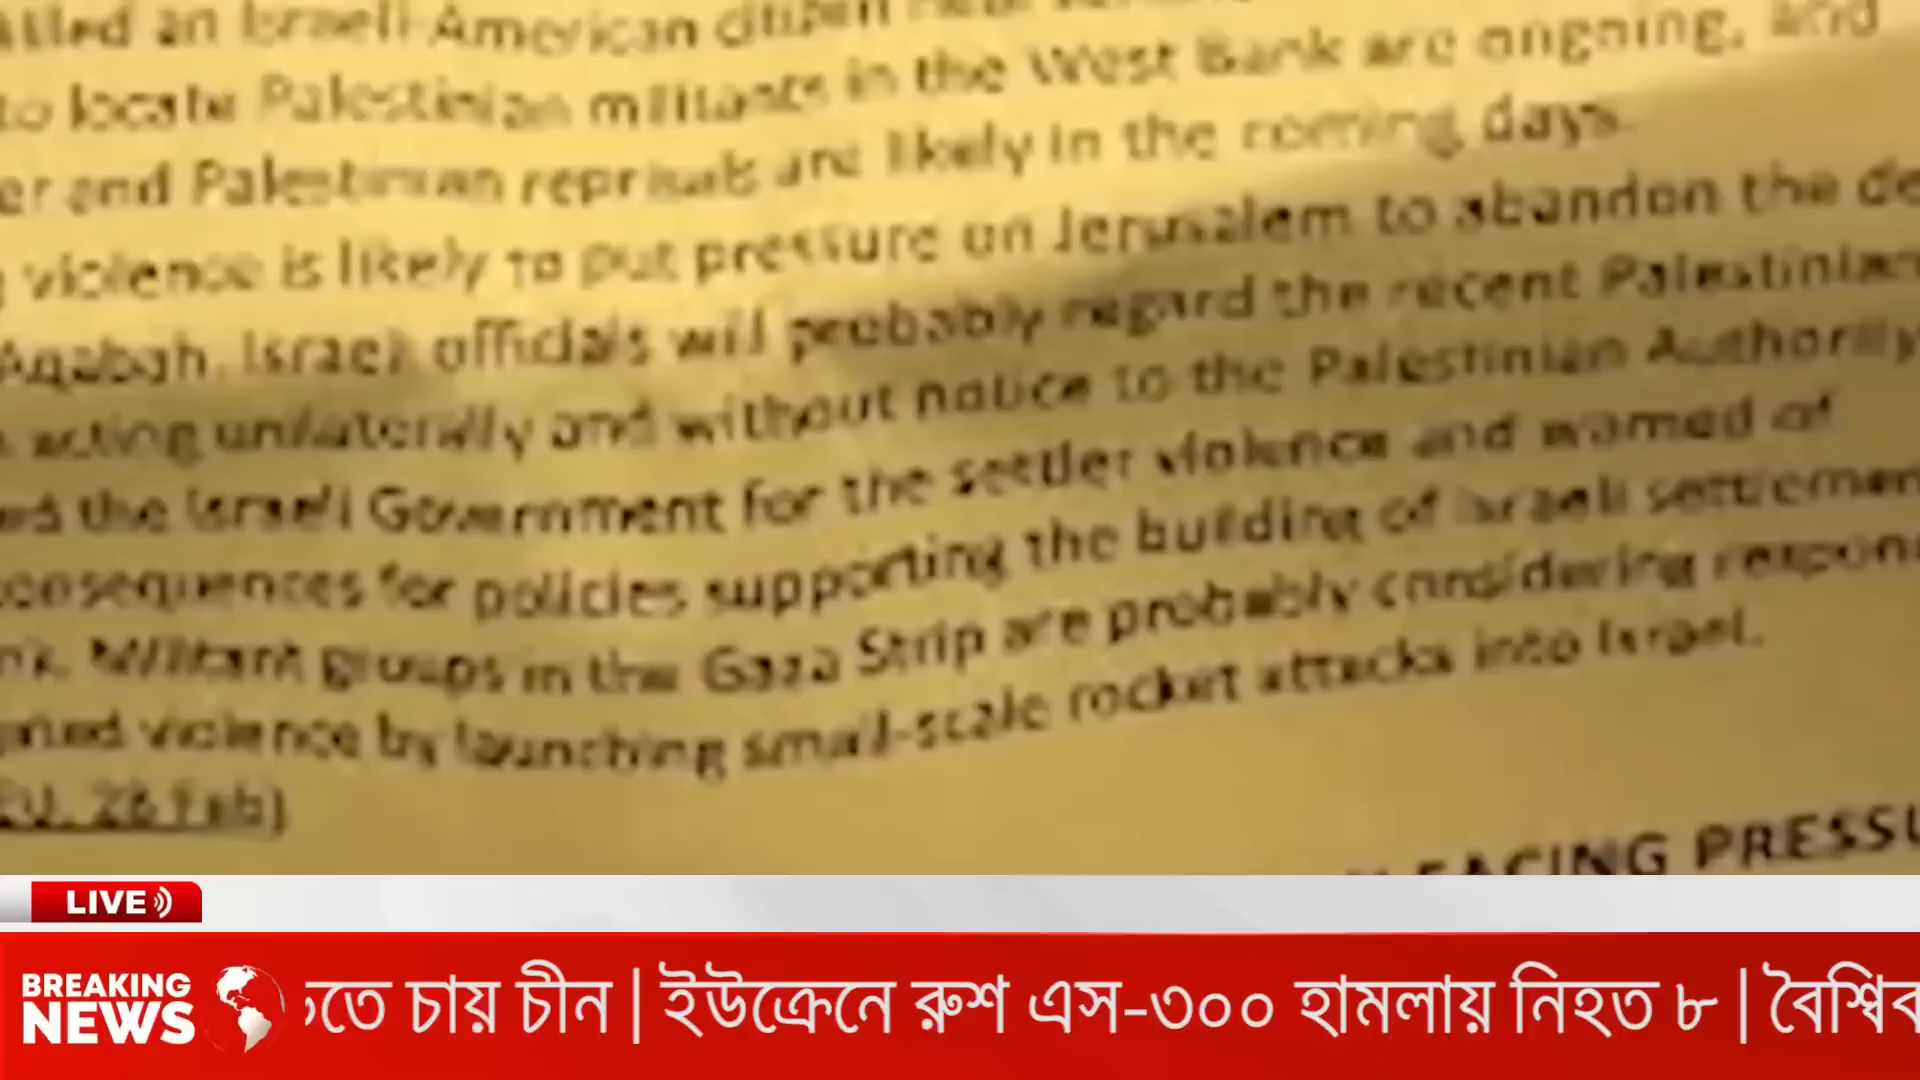 an Israeli-American citizen
to locate Palestinian militants in the West Bank are ongoing, and
er and Palestinian reprisals are likely in the coming days.
violence is likely to put pressure on Jerusalem to abandon the de
Aqabah. Israeli officials will probably regard the recent Palestinian
acting unilaterally and without notice to the Palestinian Authority
ed the Israeli Government for the settler violence and warned of
consequences for policies supporting the building of Israeli settlemen
nk. Militant groups in the Gaza Strip are probably considering respon
violence by launching small-scale rocket attacks into Israel.
28 Feb)
FACING PRESSU
LIVE
BREAKING
NEWS
তে চায় চীন | ইউক্রেনে রুশ এস-৩০০ হামলায় নিহত ৮ | বৈশ্বিক